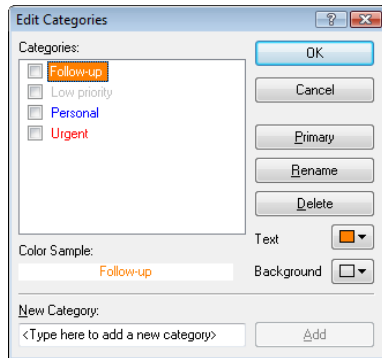 Edit Categories
Categories:
Follow-up
Low priority
Personal
Urgent
OK
Cancel
Primary
Rename
Delete
Text
Background
Color Sample:
Follow-up
New Category:
<Type here to add a new category>
Add